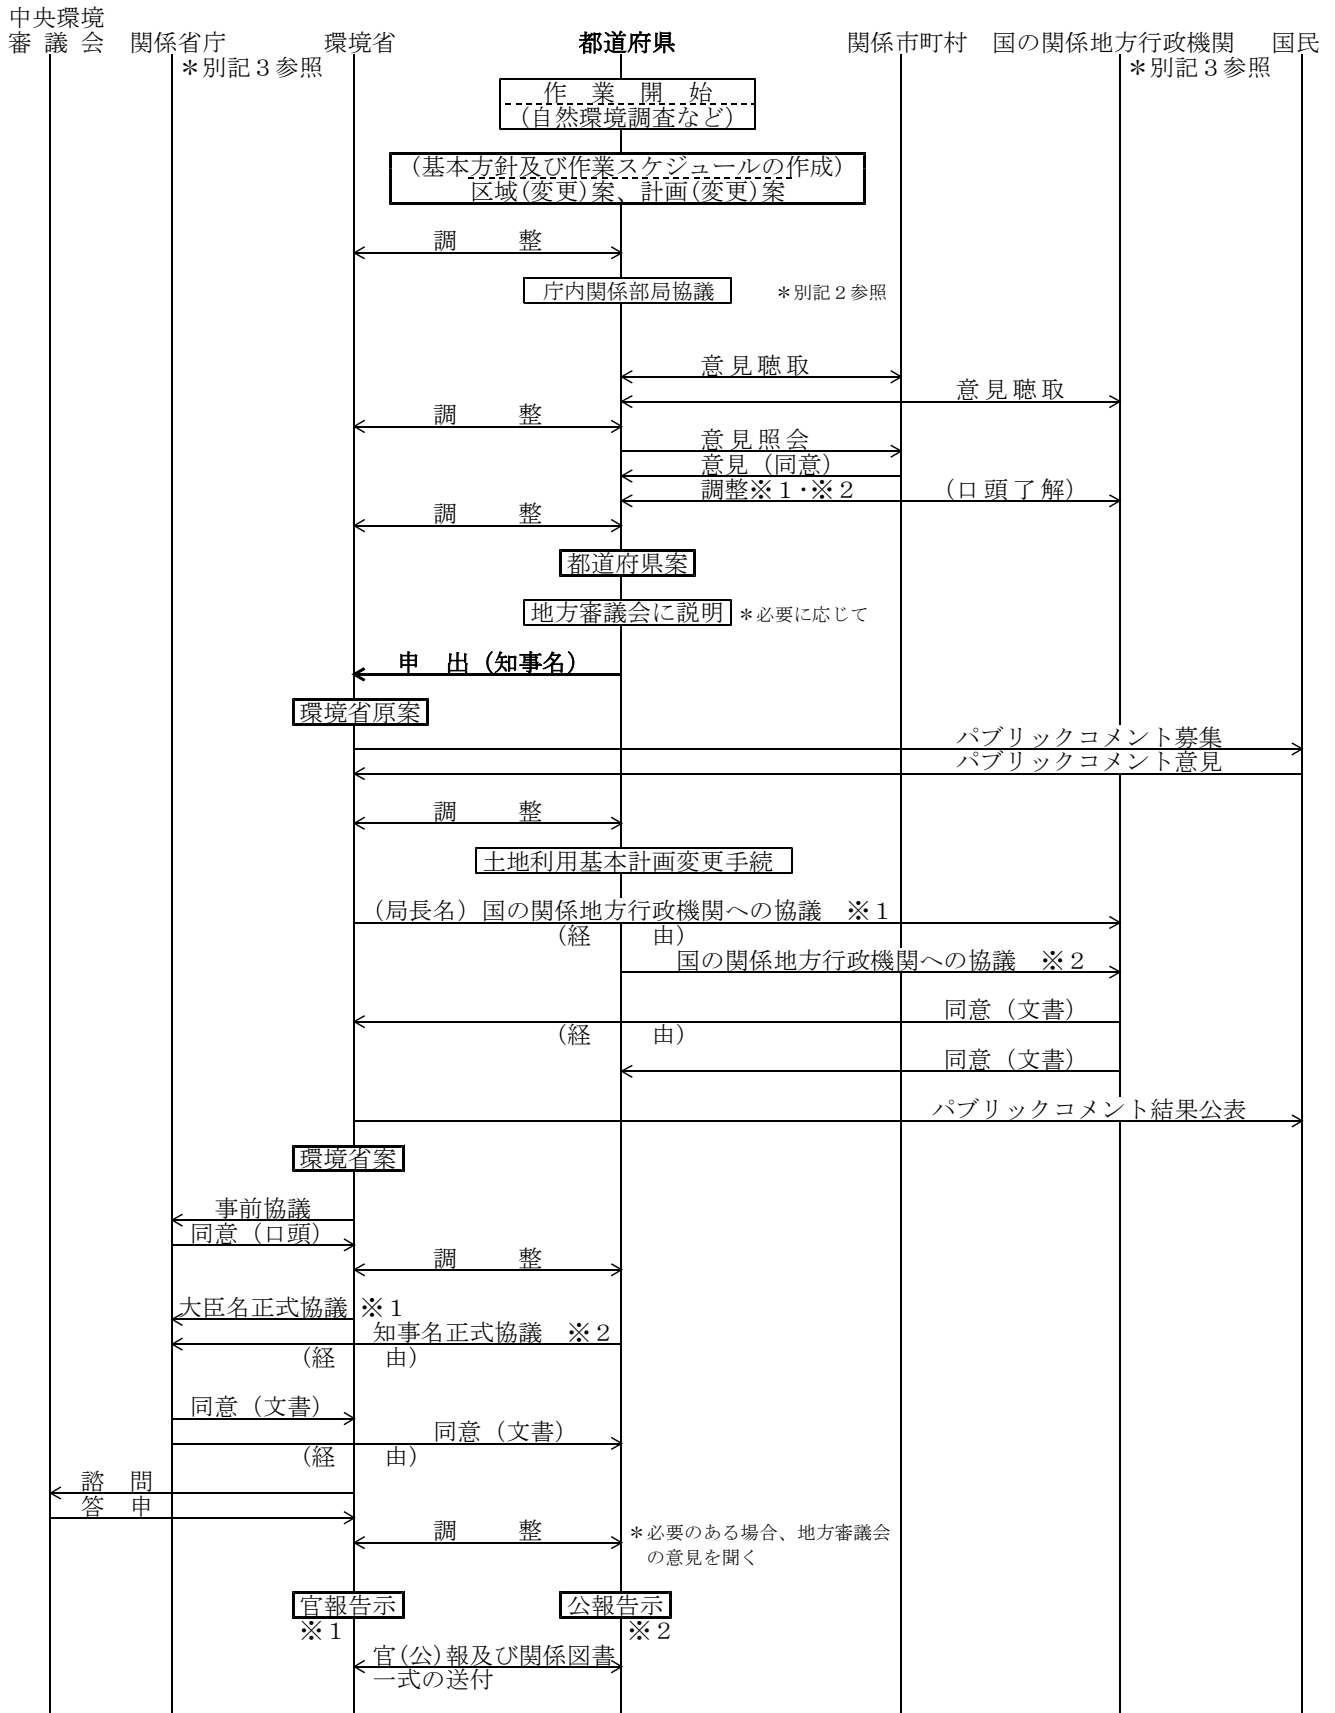 中央環境
審議会　関係省庁　環境省　都道府県　関係市町村　国の関係地方行政機関　国民
＊別記３参照　＊別記３参照
作　業　開　始
（自然環境調査など）
（基本方針及び作業スケジュールの作成）
区域（変更）案、計画（変更）案
調　整
庁内関係部局協議　＊別記２参照
意見聴取
意見聴取
調　整
意見照会
意見（同意）
調整※１・※２　（口頭了解）
調　整
都道府県案
地方審議会に説明　＊必要に応じて
申　出（知事名）
環境省原案
パブリックコメント募集
パブリックコメント意見
調　整
土地利用基本計画変更手続
（局長名）国の関係地方行政機関への協議　※１
（経　由）
国の関係地方行政機関への協議　※２
同意（文書）
（経　由）
同意（文書）
パブリックコメント結果公表
環境省案
事前協議
同意（口頭）
調　整
大臣名正式協議　※１
知事名正式協議　※２
（経　由）
同意（文書）
同意（文書）
（経　由）
諮　問
答　申
調　整　＊必要のある場合、地方審議会
の意見を聞く
官報告示　公報告示
※１　※２
官（公）報及び関係図書
一式の送付